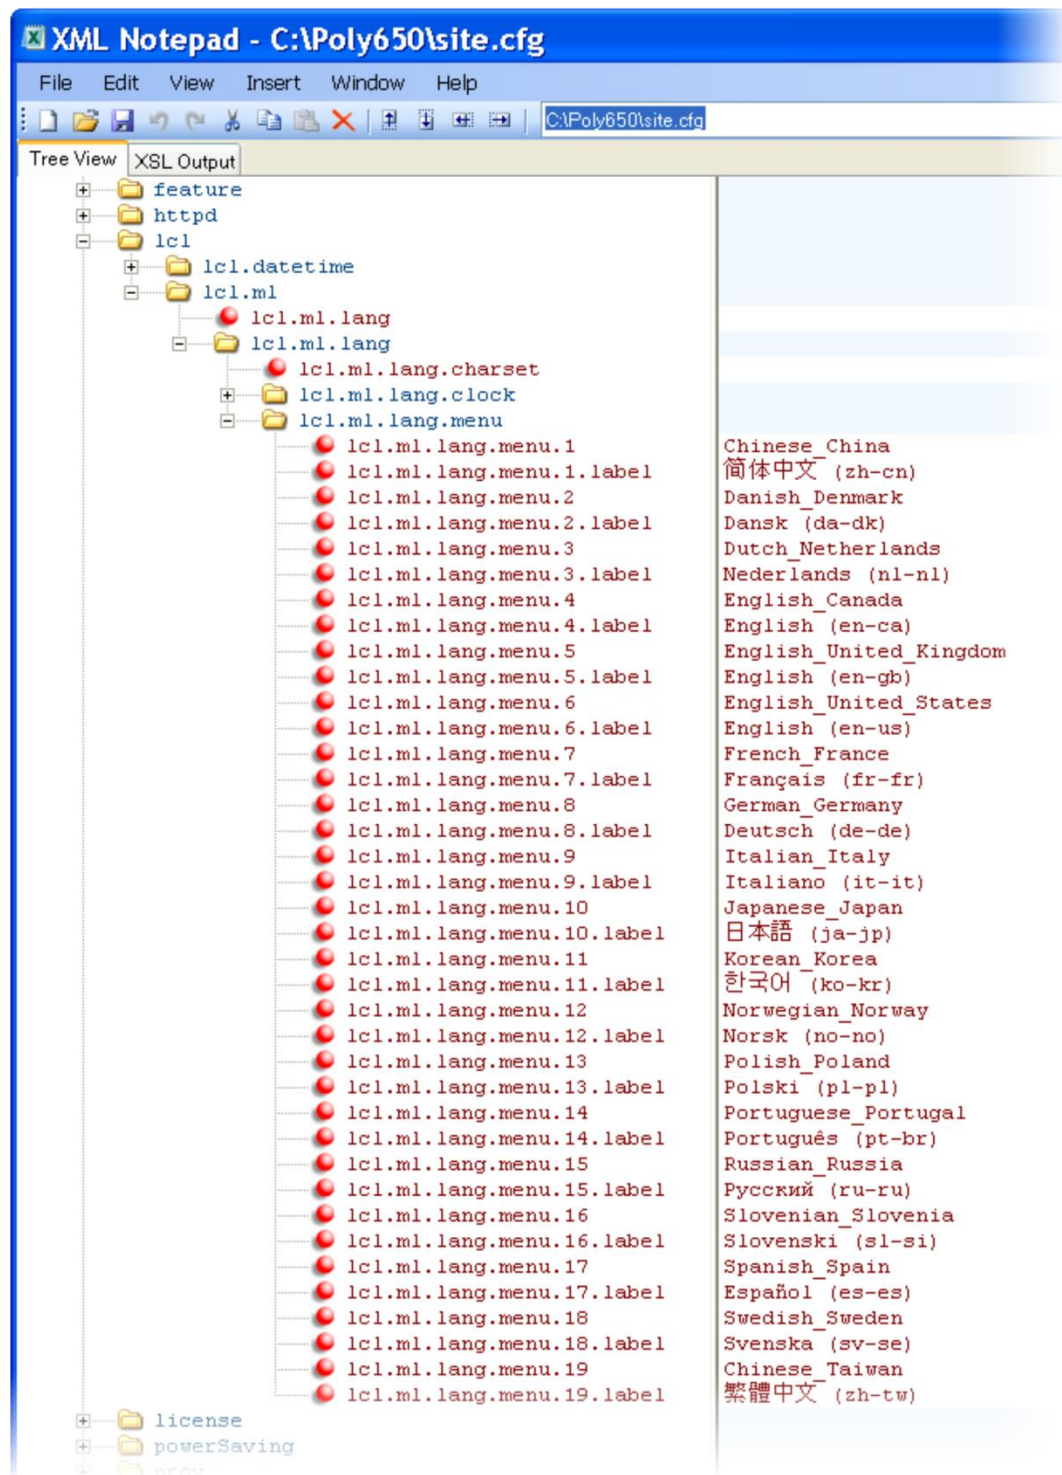 XML Notepad - C:\Poly650\site.cfg
File Edit View Insert Window Help
C:\Poly650\site.cfg
Tree View XSL Output
feature
httpd
lcl
lcl.datetime
lcl.ml
lcl.ml.lang
lcl.ml.lang
lcl.ml.lang.charset
lcl.ml.lang.clock
lcl.ml.lang.menu
lcl.ml.lang.menu.1 Chinese_China
lcl.ml.lang.menu.1.label 简体中文 (zh-cn)
lcl.ml.lang.menu.2 Danish_Denmark
lcl.ml.lang.menu.2.label Dansk (da-dk)
lcl.ml.lang.menu.3 Dutch_Netherlands
lcl.ml.lang.menu.3.label Nederlands (nl-nl)
lcl.ml.lang.menu.4 English_Canada
lcl.ml.lang.menu.4.label English (en-ca)
lcl.ml.lang.menu.5 English_United_Kingdom
lcl.ml.lang.menu.5.label English (en-gb)
lcl.ml.lang.menu.6 English_United_States
lcl.ml.lang.menu.6.label English (en-us)
lcl.ml.lang.menu.7 French_France
lcl.ml.lang.menu.7.label Français (fr-fr)
lcl.ml.lang.menu.8 German_Germany
lcl.ml.lang.menu.8.label Deutsch (de-de)
lcl.ml.lang.menu.9 Italian_Italy
lcl.ml.lang.menu.9.label Italiano (it-it)
lcl.ml.lang.menu.10 Japanese_Japan
lcl.ml.lang.menu.10.label 日本語 (ja-jp)
lcl.ml.lang.menu.11 Korean_Korea
lcl.ml.lang.menu.11.label 한국어 (ko-kr)
lcl.ml.lang.menu.12 Norwegian_Norway
lcl.ml.lang.menu.12.label Norsk (no-no)
lcl.ml.lang.menu.13 Polish_Poland
lcl.ml.lang.menu.13.label Polski (pl-pl)
lcl.ml.lang.menu.14 Portuguese_Portugal
lcl.ml.lang.menu.14.label Português (pt-br)
lcl.ml.lang.menu.15 Russian_Russia
lcl.ml.lang.menu.15.label Русский (ru-ru)
lcl.ml.lang.menu.16 Slovenian_Slovenia
lcl.ml.lang.menu.16.label Slovenski (sl-si)
lcl.ml.lang.menu.17 Spanish_Spain
lcl.ml.lang.menu.17.label Español (es-es)
lcl.ml.lang.menu.18 Swedish_Sweden
lcl.ml.lang.menu.18.label Svenska (sv-se)
lcl.ml.lang.menu.19 Chinese_Taiwan
lcl.ml.lang.menu.19.label 繁體中文 (zh-tw)
license
powerSaving